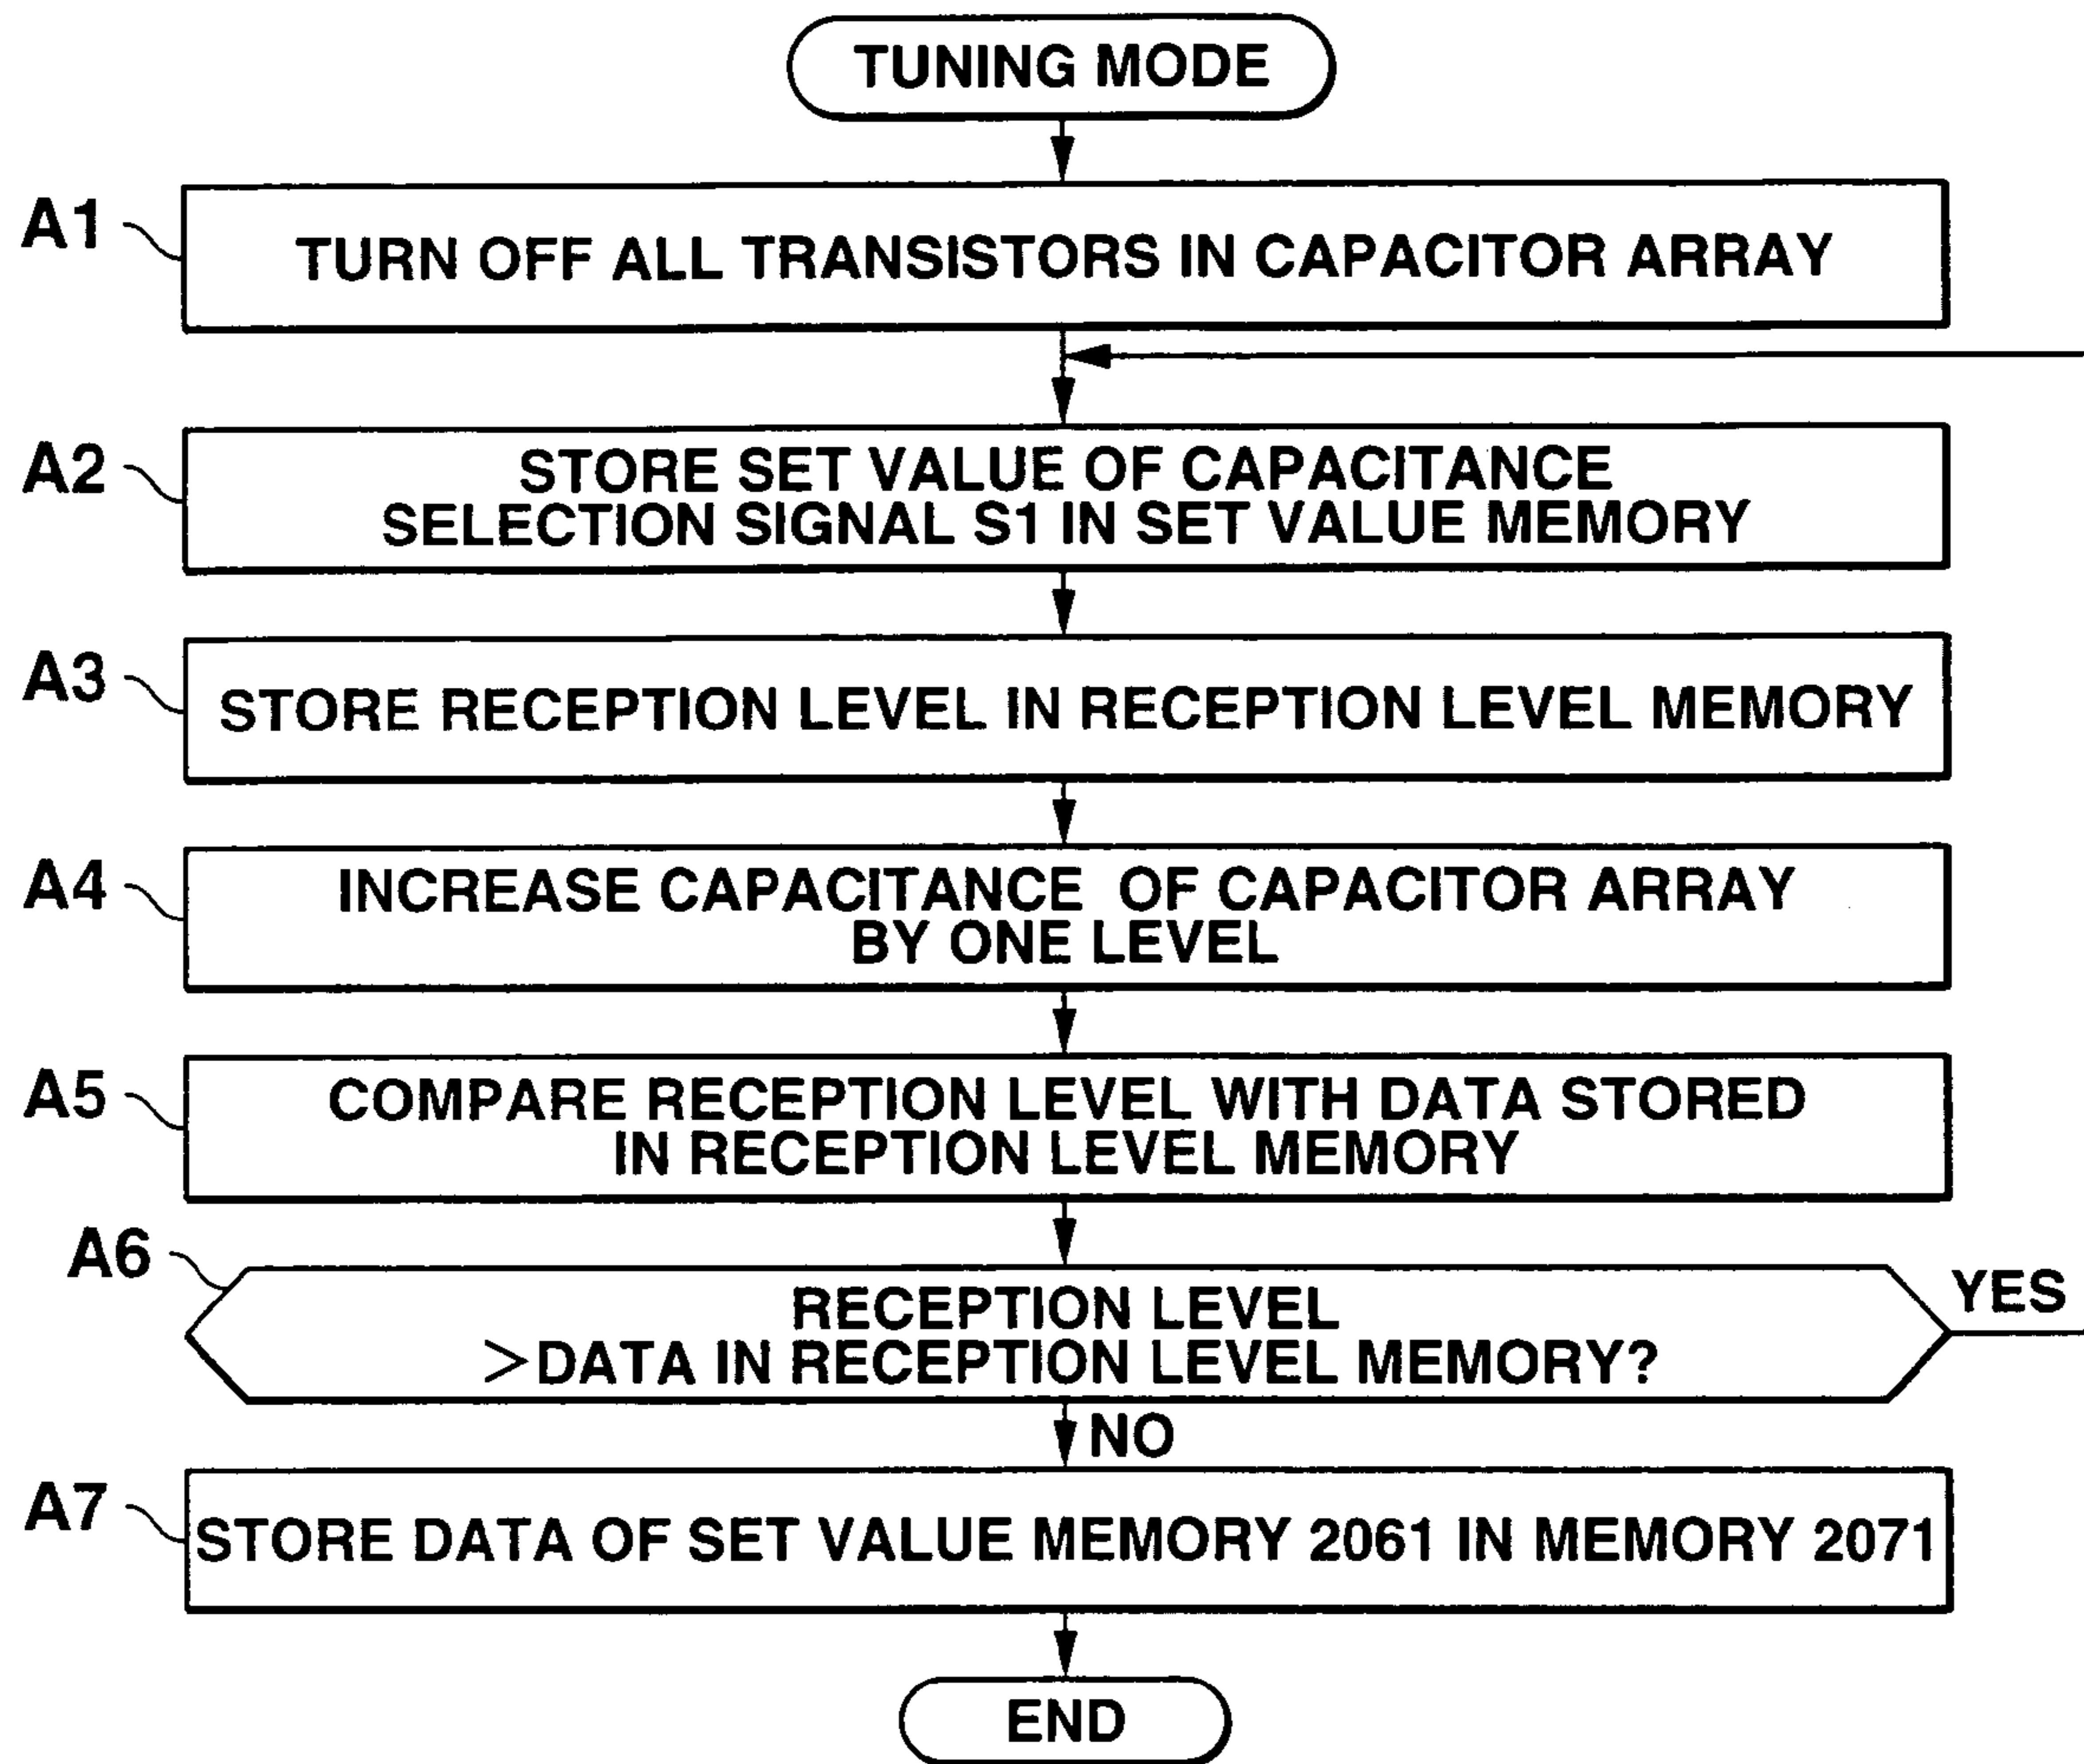 TUNING MODE
A1
TURN OFF ALL TRANSISTORS IN CAPACITOR ARRAY
A2
STORE SET VALUE OF CAPACITANCE
SELECTION SIGNAL S1 IN SET VALUE MEMORY
A3
STORE RECEPTION LEVEL IN RECEPTION LEVEL MEMORY
A4
INCREASE CAPACITANCE OF CAPACITOR ARRAY
BY ONE LEVEL
A5
COMPARE RECEPTION LEVEL WITH DATA STORED
IN RECEPTION LEVEL MEMORY
A6
RECEPTION LEVEL
>DATA IN RECEPTION LEVEL MEMORY?
YES
NO
A7
STORE DATA OF SET VALUE MEMORY 2061 IN MEMORY 2071
END